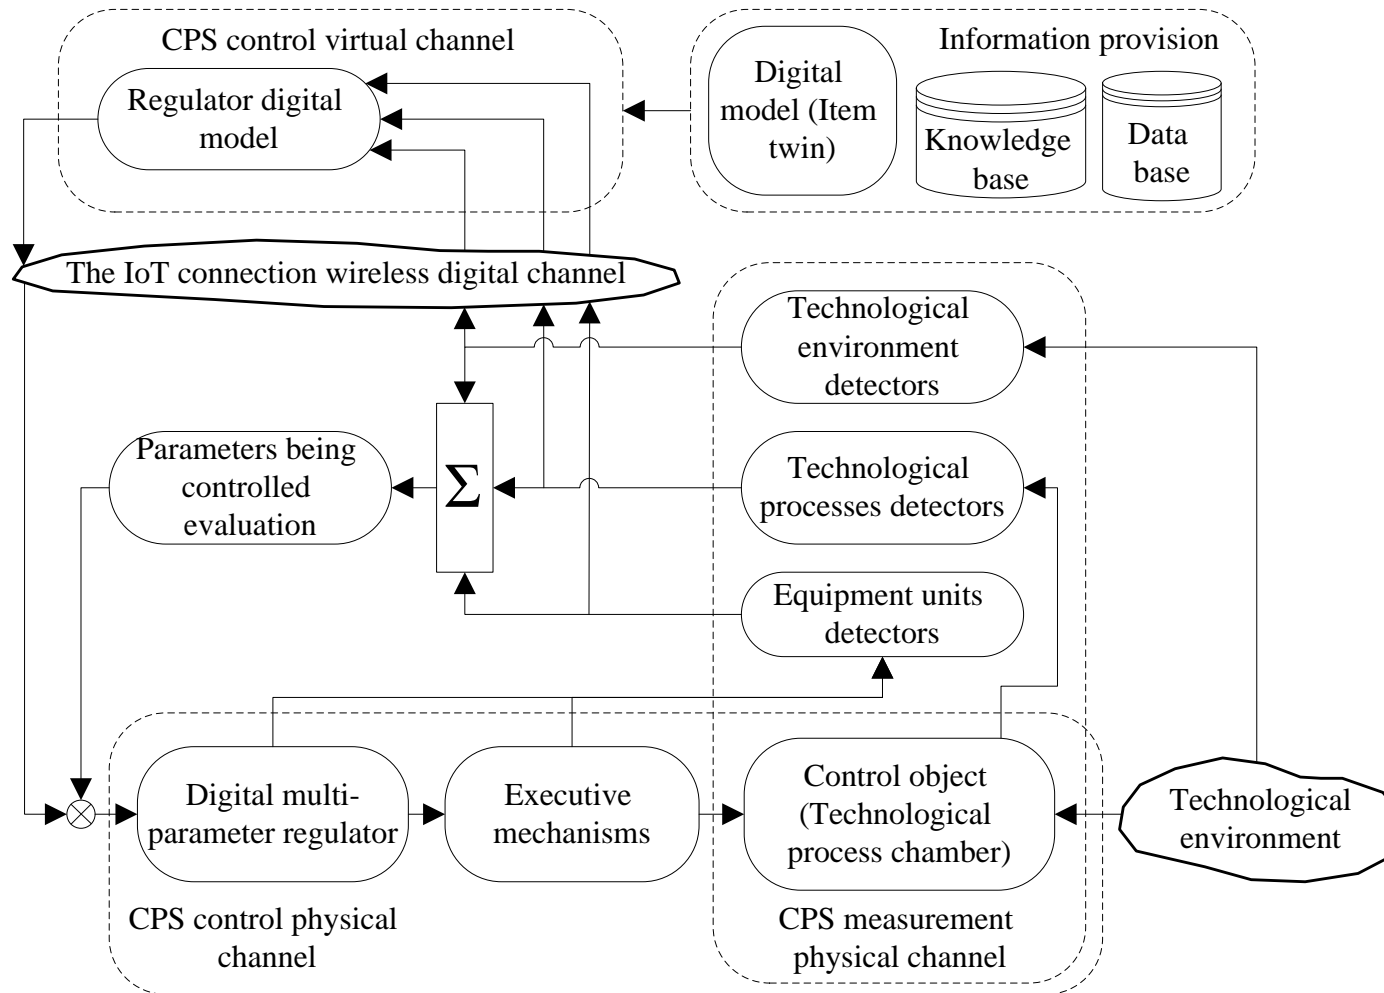 CPS control virtual channel
Regulator digital
model
Information provision
Digital
model (Item
twin)
Knowledge
base
Data
base
The IoT connection wireless digital channel
Technological
environment
detectors
Parameters being
controlled
evaluation
Σ
Technological
processes detectors
Equipment units
detectors
Digital multi-
parameter regulator
Executive
mechanisms
Control object
(Technological
process chamber)
Technological
environment
CPS control physical
channel
CPS measurement
physical channel